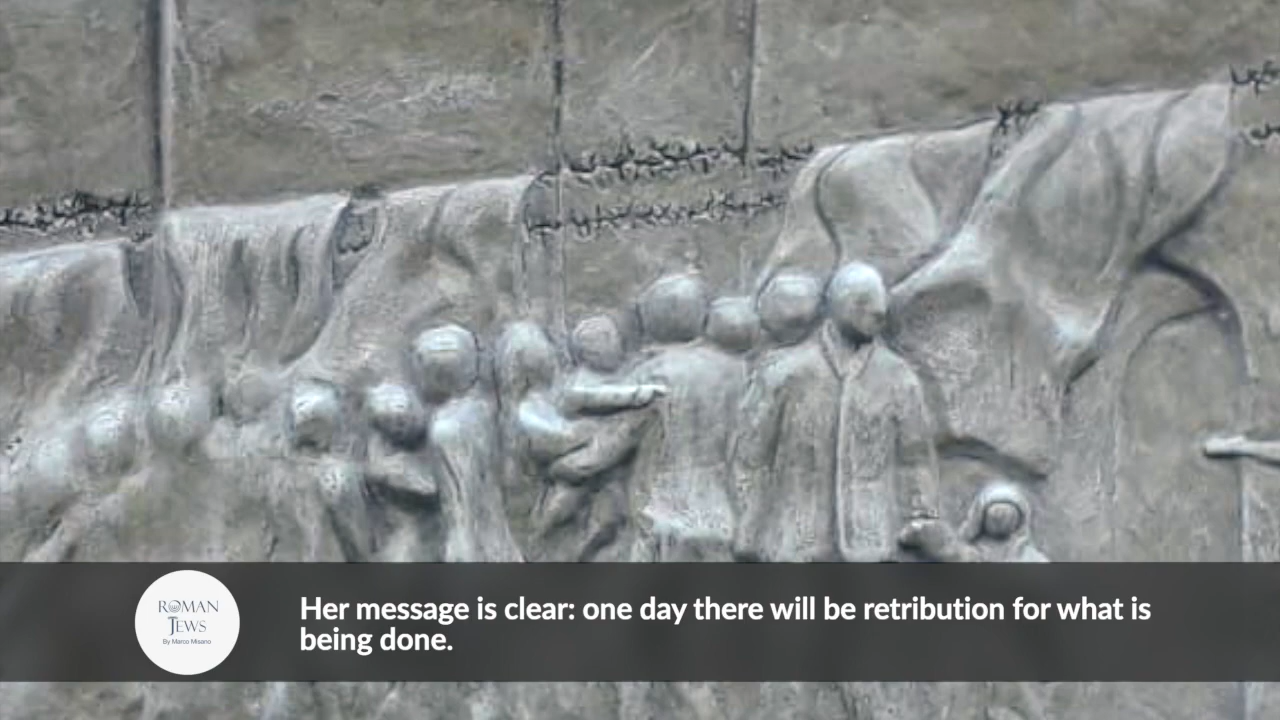 ROMAN
JEWS
By Marco Misano
Her message is clear: one day there will be retribution for what is
being done.